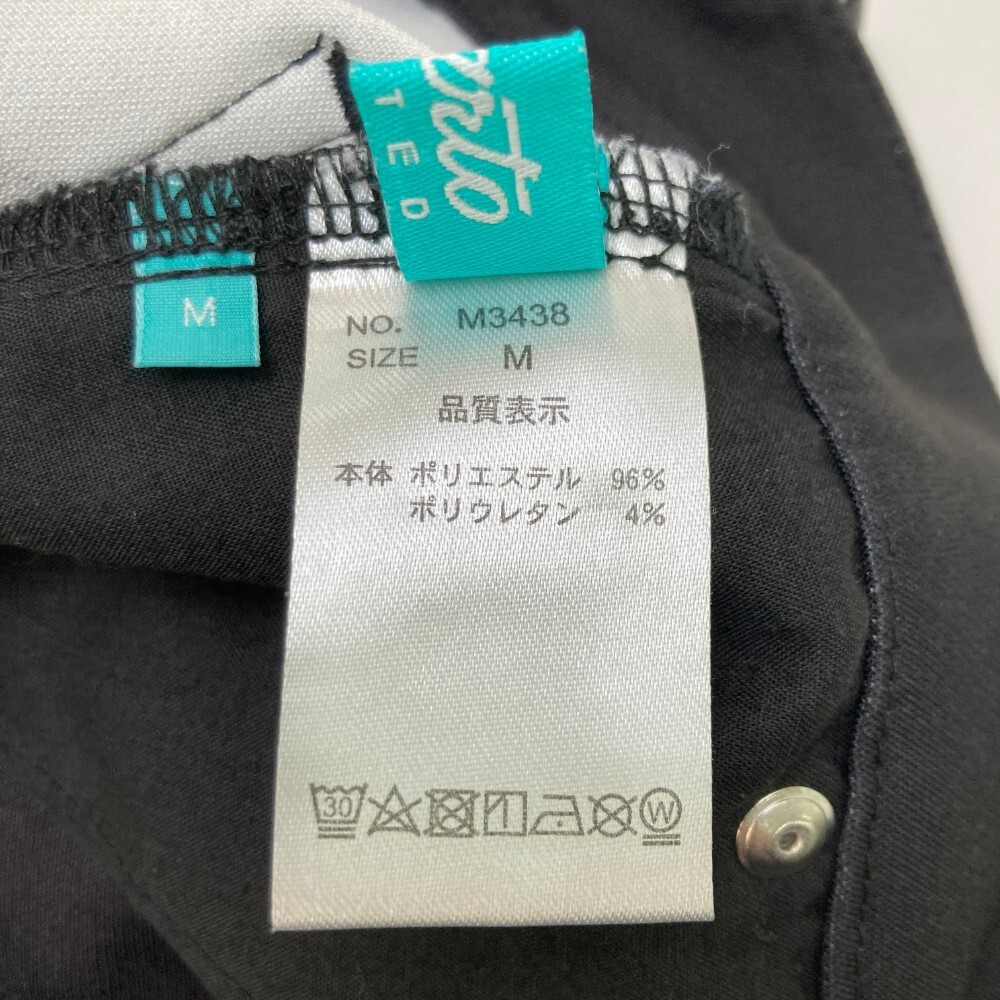 M
NO. M3438
SIZE M
品質表示
本体 ポリエステル 96%
ポリウレタン 4%
30
W